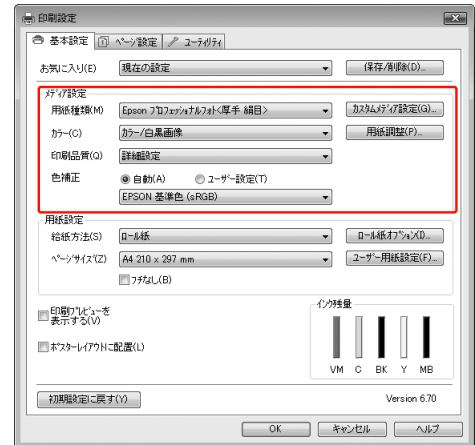 印刷設定
基本設定 ページ設定 ユーティリティ
お気に入り(E) 現在の設定 保存/削除(D)...
メディア設定
用紙種類(M) Epson プロフェッショナルフォト<厚手 絹目> カスタムメディア設定(G)...
カラー(C) カラー/白黒画像 用紙調整(P)...
印刷品質(Q) 詳細設定
色補正 自動(A) ユーザー設定(T)
EPSON 基準色 (sRGB)
用紙設定
給紙方法(S) ロール紙 ロール紙オプション(I)...
ページサイズ(Z) A4 210 x 297 mm ユーザー用紙設定(F)...
フチなし(B)
印刷プレビューを
表示する(V)
ポスターレイアウトに配置(L)
インク残量
VM C BK Y MB
初期設定に戻す(Y) Version 6.70
OK キャンセル ヘルプ